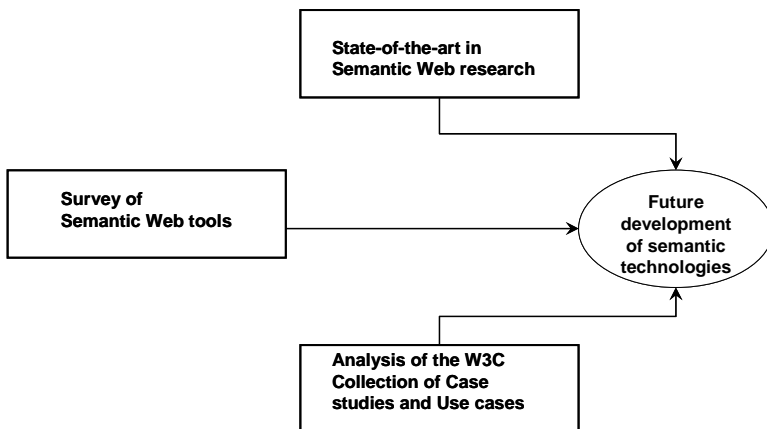 State-of-the-art in
Semantic Web research
Survey of
Semantic Web tools
Future
development
of semantic
technologies
Analysis of the W3C
Collection of Case
studies and Use cases